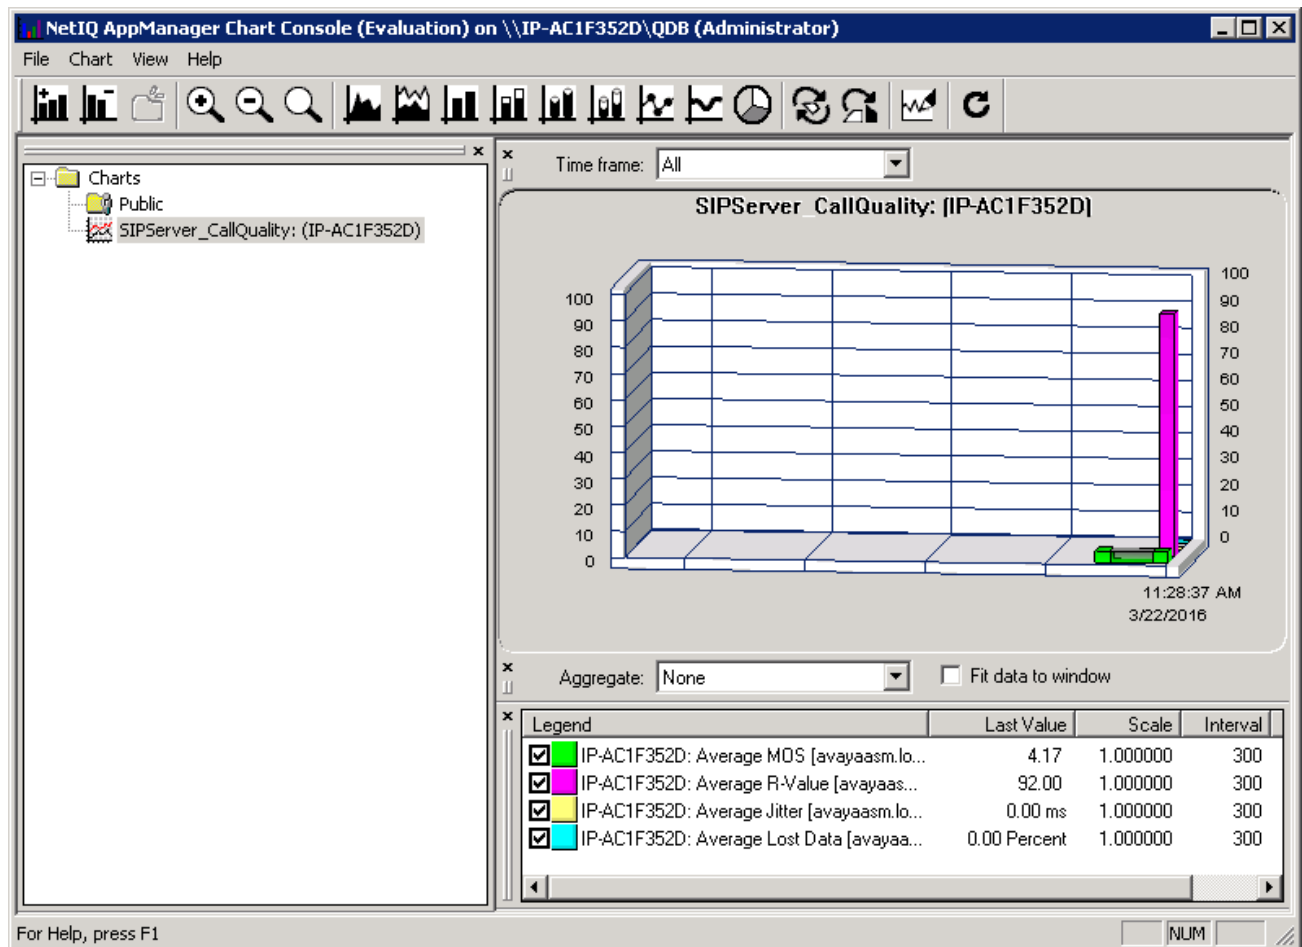 NetIQ AppManager Chart Console (Evaluation) on \\IP-AC1F352D\QDB (Administrator)
File Chart View Help
Charts
Public
SIPServer_CallQuality: (IP-AC1F352D)
Time frame: All
SIPServer_CallQuality: (IP-AC1F352D)
100
90
80
70
60
50
40
30
20
10
0
100
90
80
70
60
50
40
30
20
10
0
11:28:37 AM
3/22/2016
Aggregate: None Fit data to window
Legend Last Value Scale Interval
IP-AC1F352D: Average MOS [avayaasm.lo... 4.17 1.000000 300
IP-AC1F352D: Average R-Value [avayaas... 92.00 1.000000 300
IP-AC1F352D: Average Jitter [avayaasm.lo... 0.00 ms 1.000000 300
IP-AC1F352D: Average Lost Data [avayaa... 0.00 Percent 1.000000 300
For Help, press F1 NUM